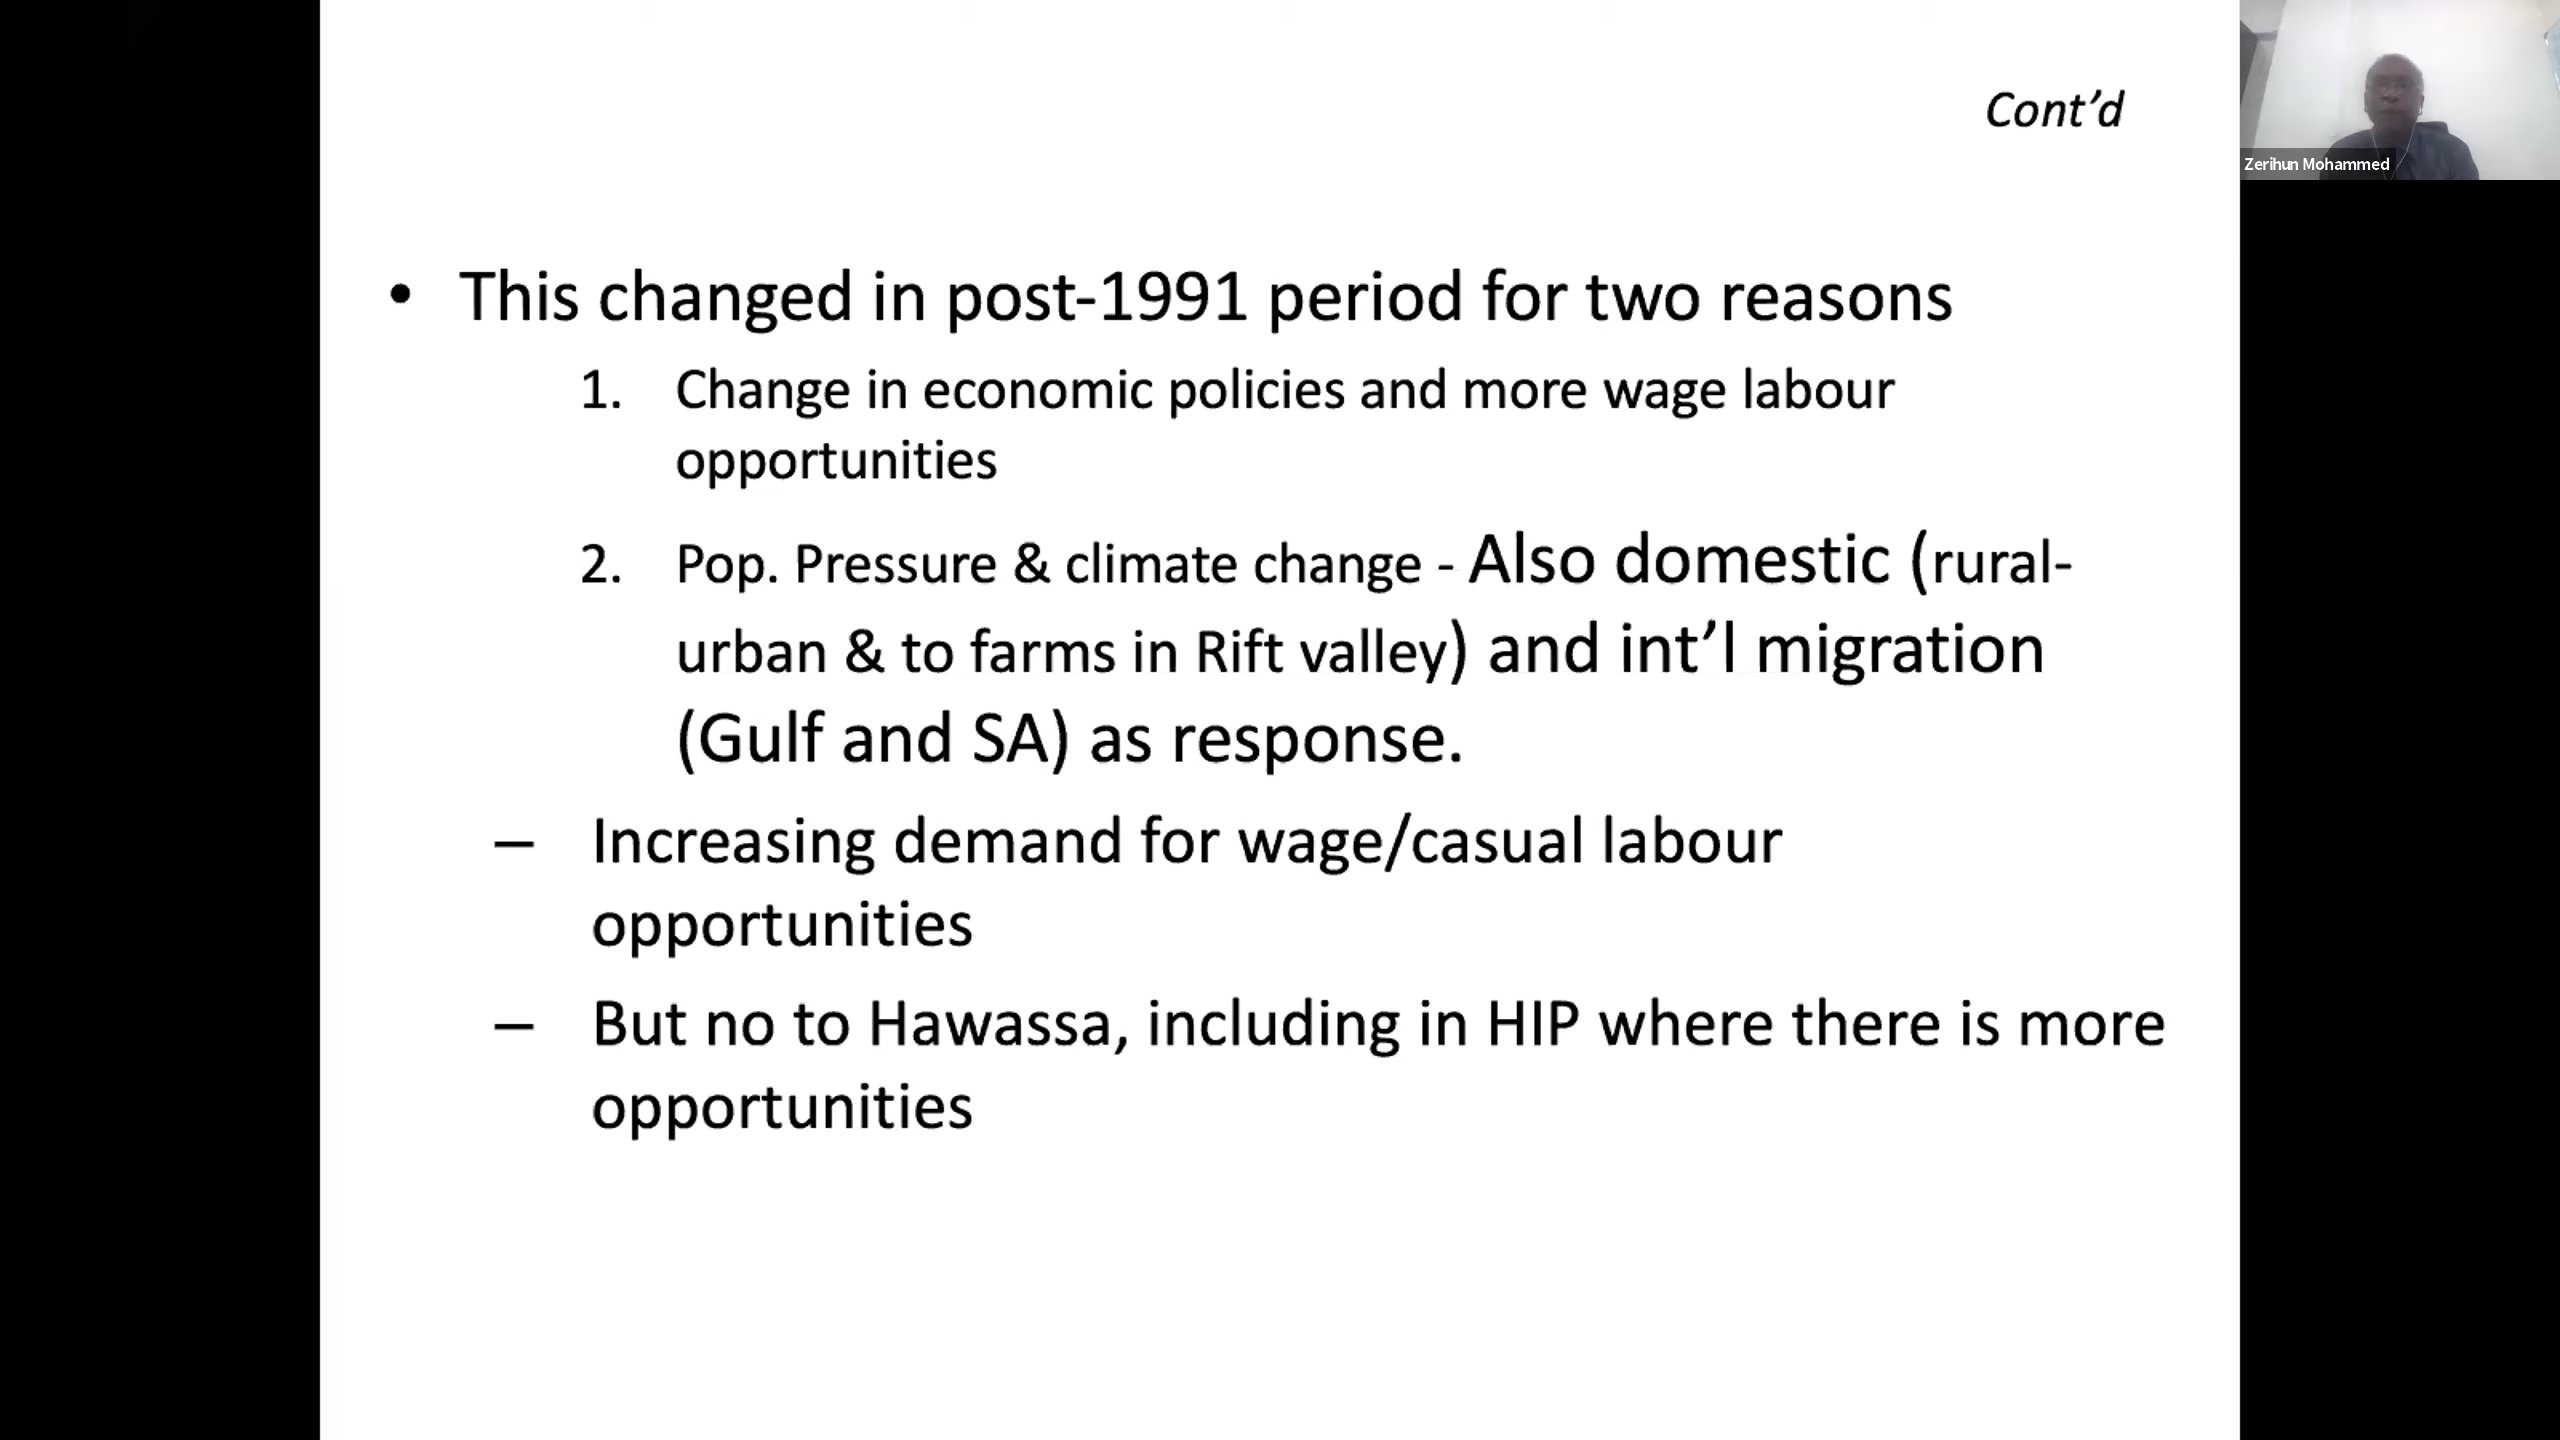 Cont’d
Zerihun Mohammed
• This changed in post-1991 period for two reasons
1. Change in economic policies and more wage labour
opportunities
2. Pop. Pressure & climate change - Also domestic (rural-
urban & to farms in Rift valley) and int’l migration
(Gulf and SA) as response.
– Increasing demand for wage/casual labour
opportunities
– But no to Hawassa, including in HIP where there is more
opportunities